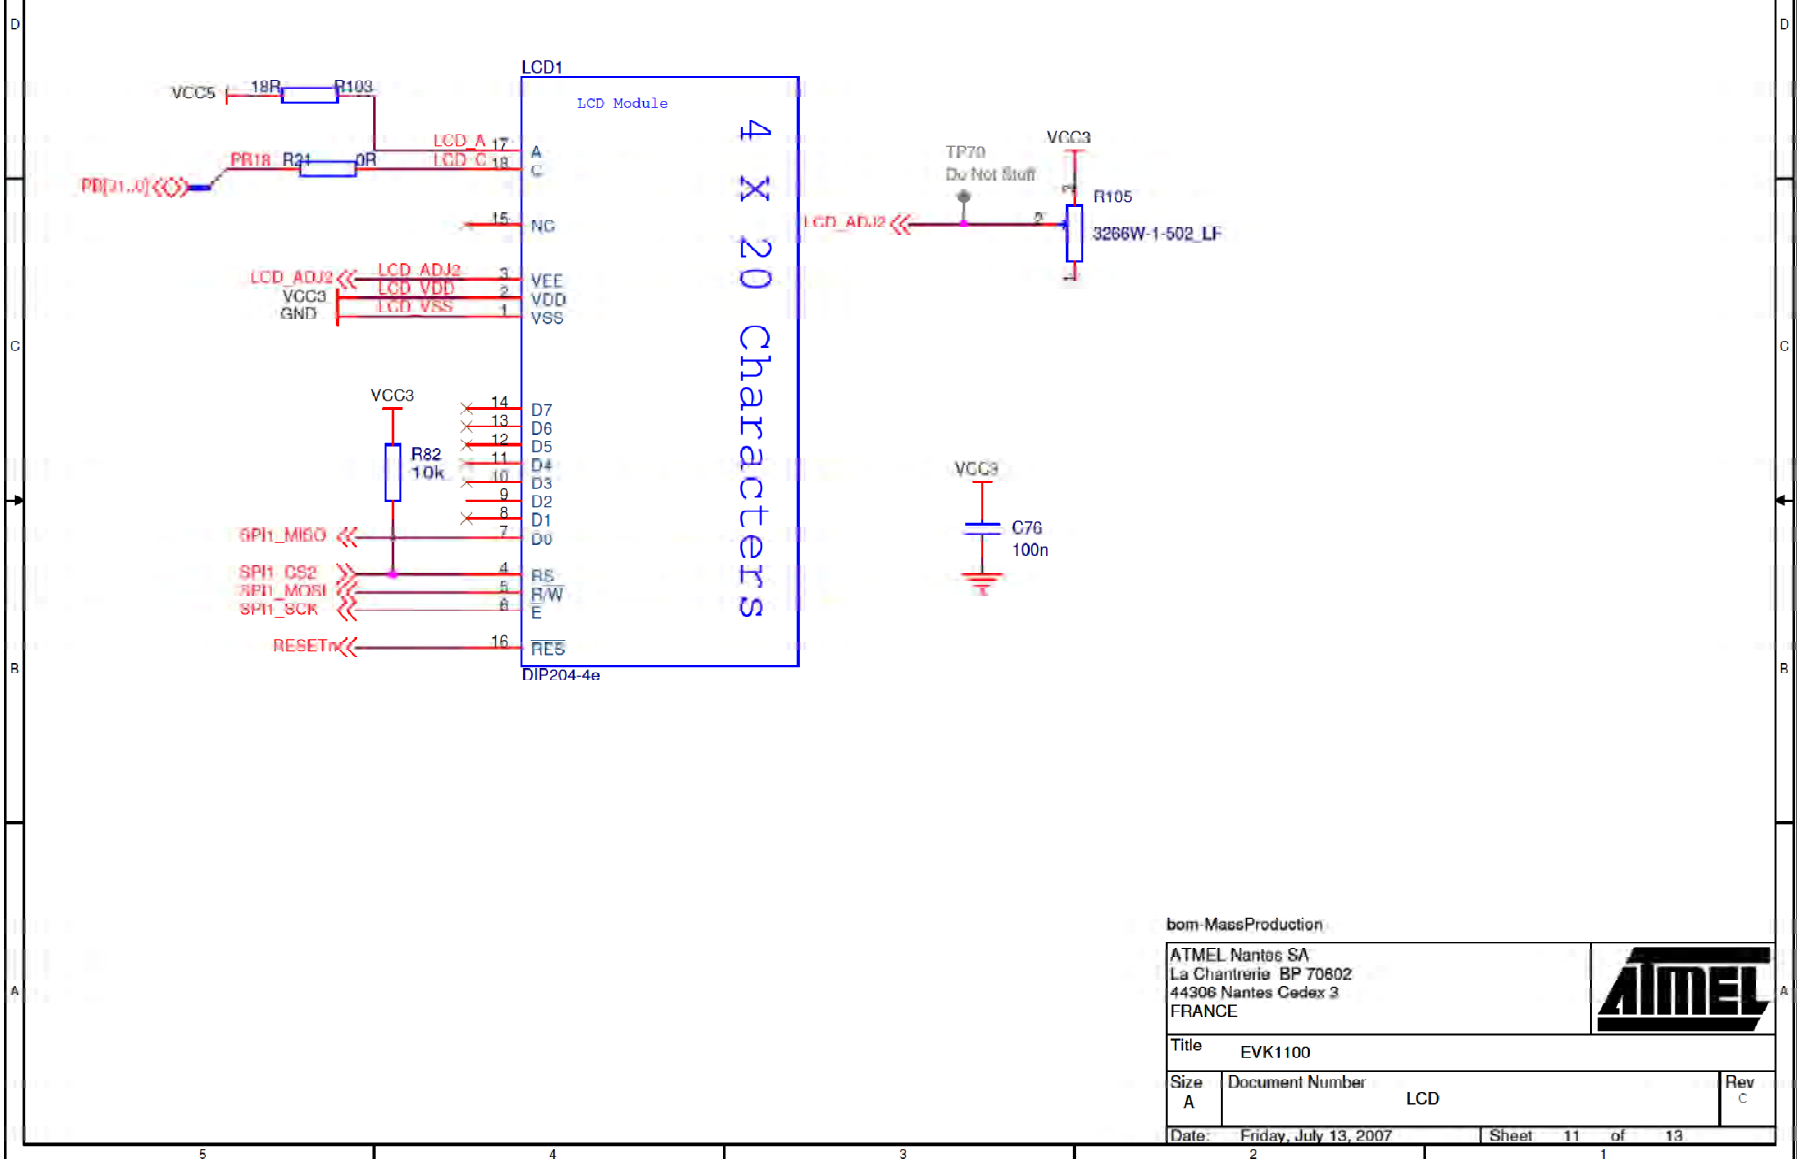 D
D
LCD1
LCD Module
VCC5
18R
R103
LCD_A
17
A
PB18
R21
0R
LCD_C
18
C
PB[31..0]
4 X 20 Characters
15
NC
LCD_ADJ2
LCD_ADJ2
3
VEE
VCC3
LCD_VDD
2
VDD
GND
LCD_VSS
1
VSS
TP70
Do Not Stuff
VCC3
3
R105
LCD_ADJ2
2
3266W-1-502_LF
1
C
C
VCC3
R82
10k
14
D7
13
D6
12
D5
11
D4
10
D3
9
D2
8
D1
7
D0
SPI1_MISO
SPI1_CS2
4
RS
SPI1_MOSI
5
R/W
SPI1_SCK
6
E
RESETn
16
RES
DIP204-4e
VCC3
C76
100n
B
B
bom-MassProduction
ATMEL Nantes SA
La Chantrerie BP 70602
44306 Nantes Cedex 3
FRANCE
ATMEL
A
A
Title
EVK1100
Size
A
Document Number
LCD
Rev
C
Date:
Friday, July 13, 2007
Sheet 11 of 13
5
4
3
2
1